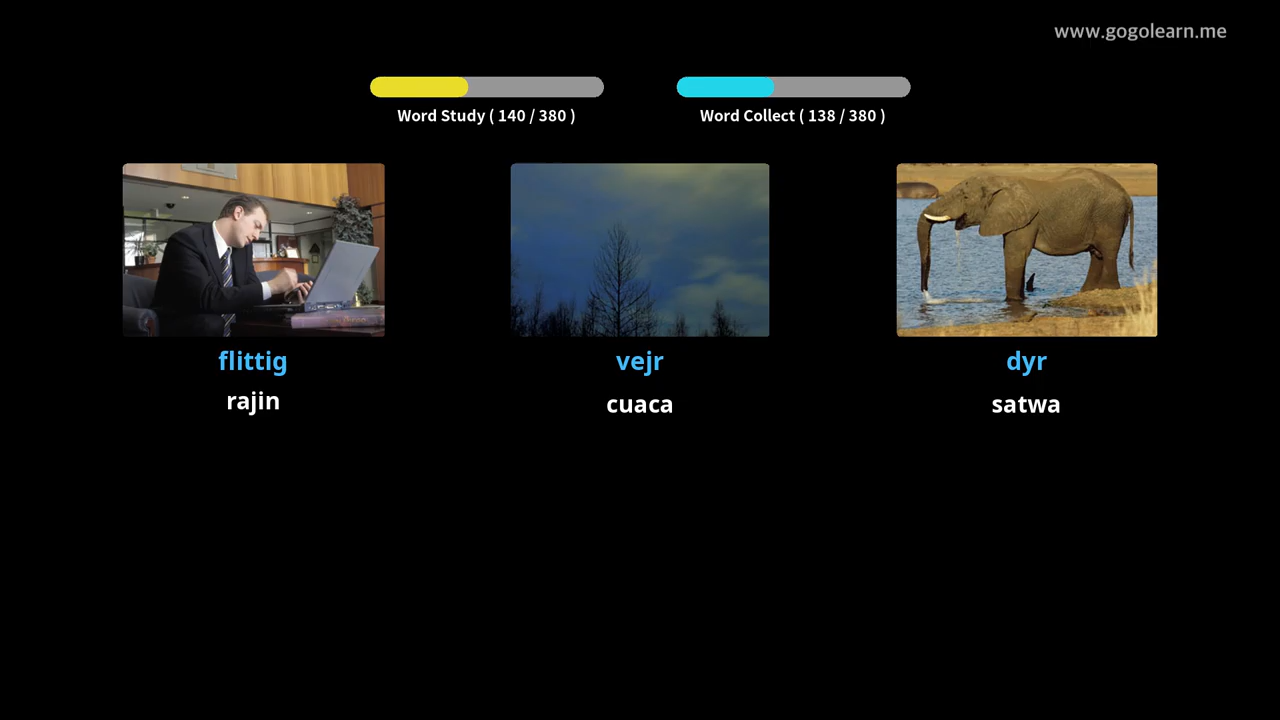 www.gogolearn.me
Word Study ( 140 / 380 )
Word Collect ( 138 / 380 )
flittig
vejr
dyr
rajin
cuaca
satwa